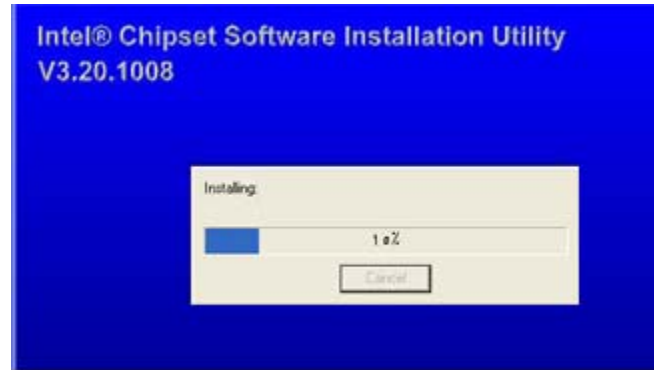 Intel® Chipset Software Installation Utility
V3.20.1008
Installing:
Cancel